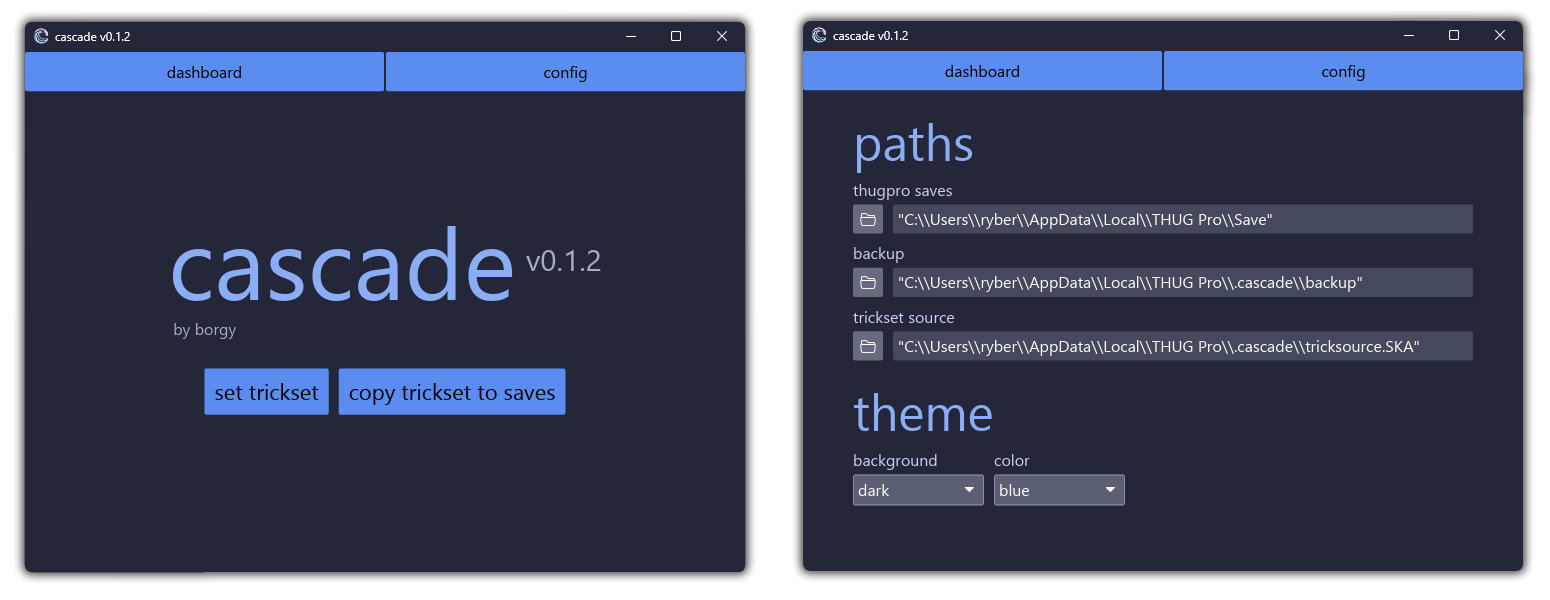 cascade v0.1.2
dashboard config
cascade v0.1.2
by borgy
set trickset copy trickset to saves
cascade v0.1.2
dashboard config
paths
thugpro saves
"C:\\Users\\ryber\\AppData\\Local\\THUG Pro\\Save"
backup
"C:\\Users\\ryber\\AppData\\Local\\THUG Pro\\.cascade\\backup"
trickset source
"C:\\Users\\ryber\\AppData\\Local\\THUG Pro\\.cascade\\tricksource.SKA"
theme
background color
dark blue